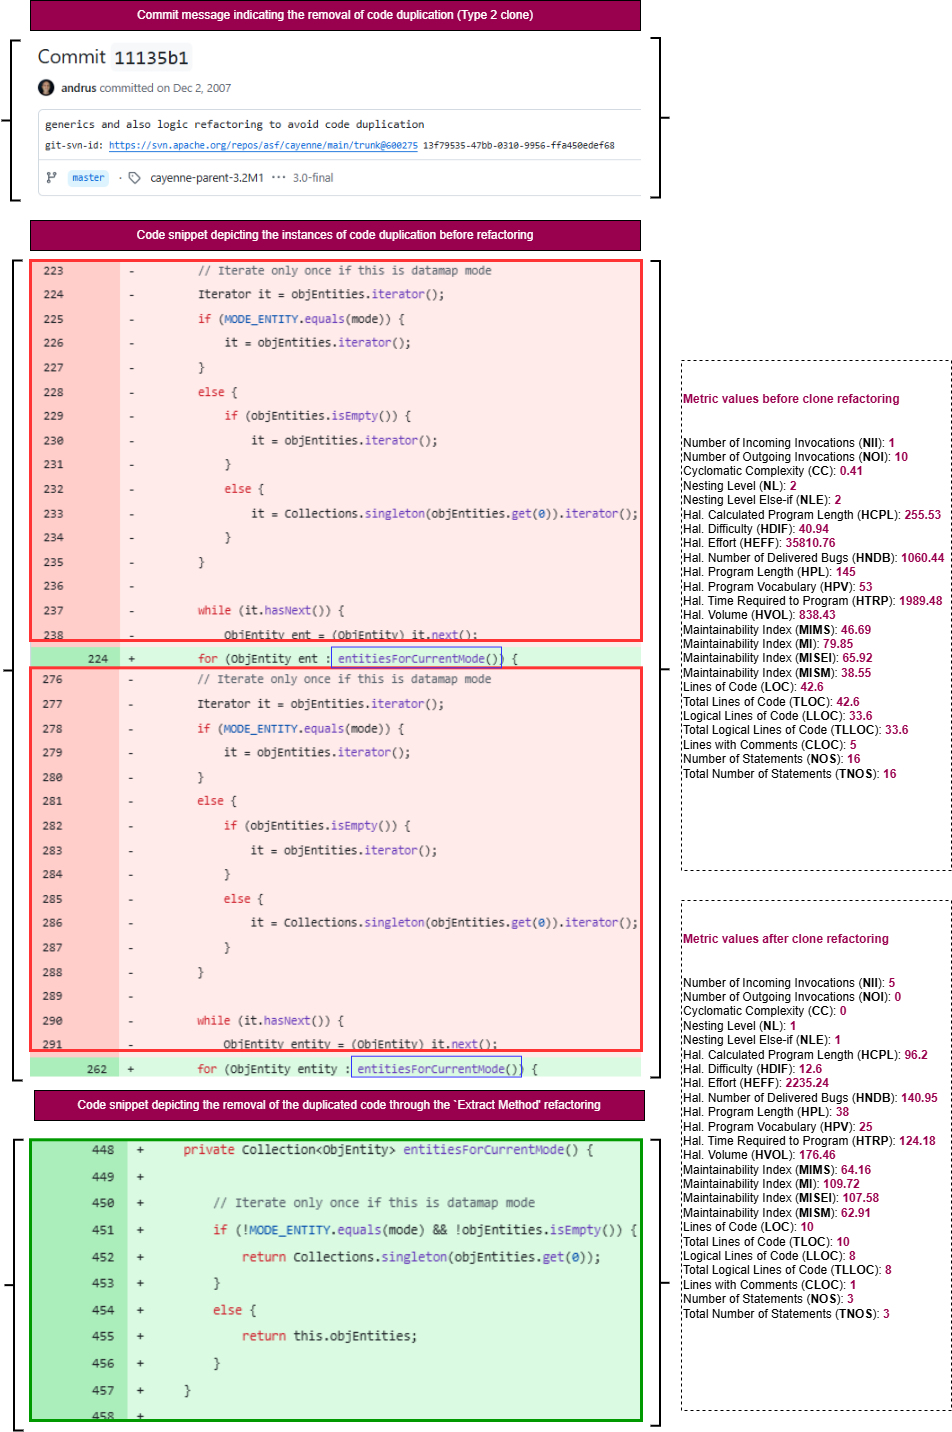 Commit message indicating the removal of code duplication (Type 2 clone)
Commit 11135b1
andrus committed on Dec 2, 2007
generics and also logic refactoring to avoid code duplication
git-svn-id: https://svn.apache.org/repos/asf/cayenne/main/trunk@600275 13f79535-47bb-0310-9956-ffa450edef68
master · cayenne-parent-3.2M1 ··· 3.0-final
Code snippet depicting the instances of code duplication before refactoring
223 - // Iterate only once if this is datamap mode
224 - Iterator it = objEntities.iterator();
225 - if (MODE_ENTITY.equals(mode)) {
226 - it = objEntities.iterator();
227 - }
228 - else {
229 - if (objEntities.isEmpty()) {
230 - it = objEntities.iterator();
231 - }
232 - else {
233 - it = Collections.singleton(objEntities.get(0)).iterator();
234 - }
235 - }
236 -
237 - while (it.hasNext()) {
238 - ObjEntity ent = (ObjEntity) it.next();
224 + for (ObjEntity ent : entitiesForCurrentMode()) {
276 - // Iterate only once if this is datamap mode
277 - Iterator it = objEntities.iterator();
278 - if (MODE_ENTITY.equals(mode)) {
279 - it = objEntities.iterator();
280 - }
281 - else {
282 - if (objEntities.isEmpty()) {
283 - it = objEntities.iterator();
284 - }
285 - else {
286 - it = Collections.singleton(objEntities.get(0)).iterator();
287 - }
288 - }
289 -
290 - while (it.hasNext()) {
291 - ObjEntity entity = (ObjEntity) it.next();
262 + for (ObjEntity entity : entitiesForCurrentMode()) {
Code snippet depicting the removal of the duplicated code through the `Extract Method' refactoring
448 + private Collection<ObjEntity> entitiesForCurrentMode() {
449 +
450 + // Iterate only once if this is datamap mode
451 + if (!MODE_ENTITY.equals(mode) && !objEntities.isEmpty()) {
452 + return Collections.singleton(objEntities.get(0));
453 + }
454 + else {
455 + return this.objEntities;
456 + }
457 + }
458 +
Metric values before clone refactoring
Number of Incoming Invocations (NII): 1
Number of Outgoing Invocations (NOI): 10
Cyclomatic Complexity (CC): 0.41
Nesting Level (NL): 2
Nesting Level Else-if (NLE): 2
Hal. Calculated Program Length (HCPL): 255.53
Hal. Difficulty (HDIF): 40.94
Hal. Effort (HEFF): 35810.76
Hal. Number of Delivered Bugs (HNDB): 1060.44
Hal. Program Length (HPL): 145
Hal. Program Vocabulary (HPV): 53
Hal. Time Required to Program (HTRP): 1989.48
Hal. Volume (HVOL): 838.43
Maintainability Index (MIMS): 46.69
Maintainability Index (MI): 79.85
Maintainability Index (MISEI): 65.92
Maintainability Index (MISM): 38.55
Lines of Code (LOC): 42.6
Total Lines of Code (TLOC): 42.6
Logical Lines of Code (LLOC): 33.6
Total Logical Lines of Code (TLLOC): 33.6
Lines with Comments (CLOC): 5
Number of Statements (NOS): 16
Total Number of Statements (TNOS): 16
Metric values after clone refactoring
Number of Incoming Invocations (NII): 5
Number of Outgoing Invocations (NOI): 0
Cyclomatic Complexity (CC): 0
Nesting Level (NL): 1
Nesting Level Else-if (NLE): 1
Hal. Calculated Program Length (HCPL): 96.2
Hal. Difficulty (HDIF): 12.6
Hal. Effort (HEFF): 2235.24
Hal. Number of Delivered Bugs (HNDB): 140.95
Hal. Program Length (HPL): 38
Hal. Program Vocabulary (HPV): 25
Hal. Time Required to Program (HTRP): 124.18
Hal. Volume (HVOL): 176.46
Maintainability Index (MIMS): 64.16
Maintainability Index (MI): 109.72
Maintainability Index (MISEI): 107.58
Maintainability Index (MISM): 62.91
Lines of Code (LOC): 10
Total Lines of Code (TLOC): 10
Logical Lines of Code (LLOC): 8
Total Logical Lines of Code (TLLOC): 8
Lines with Comments (CLOC): 1
Number of Statements (NOS): 3
Total Number of Statements (TNOS): 3